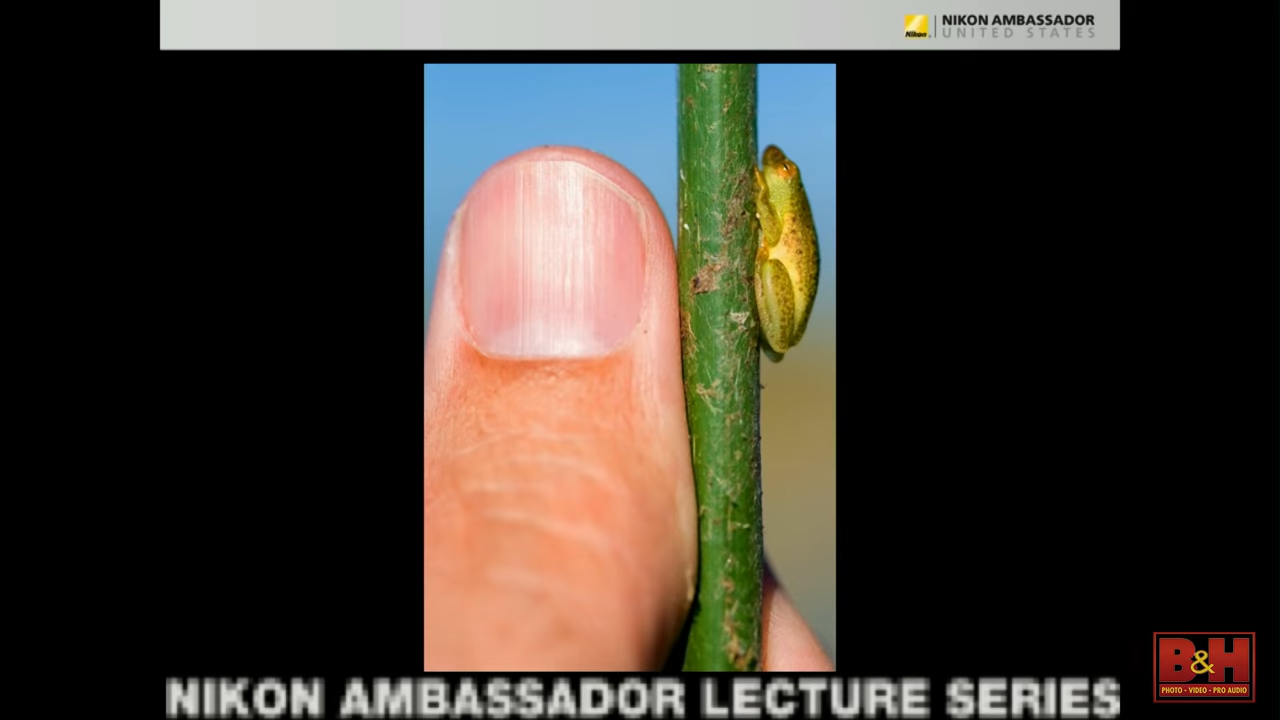 Nikon
NIKON AMBASSADOR
UNITED STATES
NIKON AMBASSADOR LECTURE SERIES
B&H
PHOTO - VIDEO - PRO AUDIO